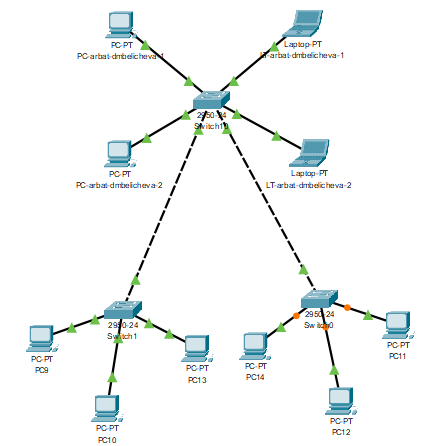 PC-PT
PC-arbat-dmbelicheva-1
Laptop-PT
LT-arbat-dmbelicheva-1
2950-24
PC-PT
PC-arbat-dmbelicheva-2
Laptop-PT
LT-arbat-dmbelicheva-2
2950-24
Switch1
2950-24
Switch0
PC-PT
PC9
PC-PT
PC13
PC-PT
PC14
PC-PT
PC11
PC-PT
PC10
PC-PT
PC12